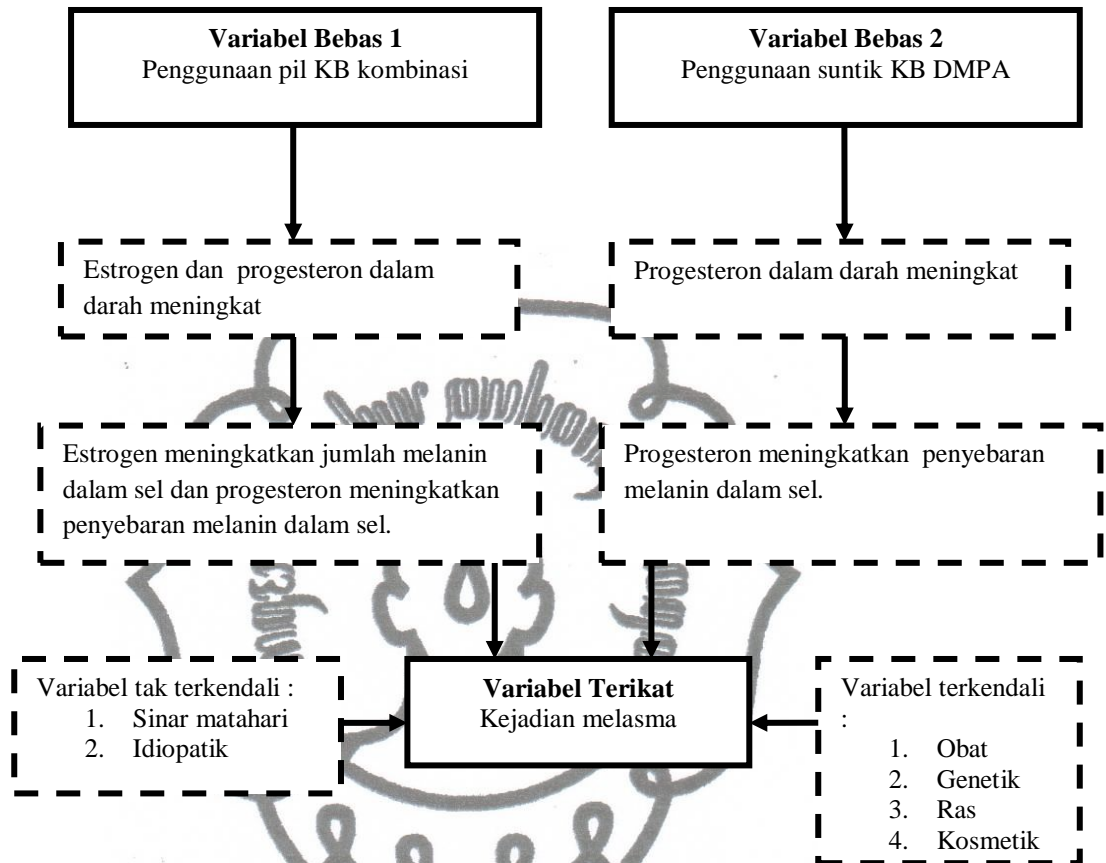 Variabel Bebas 1
Penggunaan pil KB kombinasi
Variabel Bebas 2
Penggunaan suntik KB DMPA
Estrogen dan progesteron dalam
darah meningkat
Progesteron dalam darah meningkat
Estrogen meningkatkan jumlah melanin
dalam sel dan progesteron meningkatkan
penyebaran melanin dalam sel.
Progesteron meningkatkan penyebaran
melanin dalam sel.
Variabel tak terkendali :
1. Sinar matahari
2. Idiopatik
Variabel Terikat
Kejadian melasma
Variabel terkendali
:
1. Obat
2. Genetik
3. Ras
4. Kosmetik